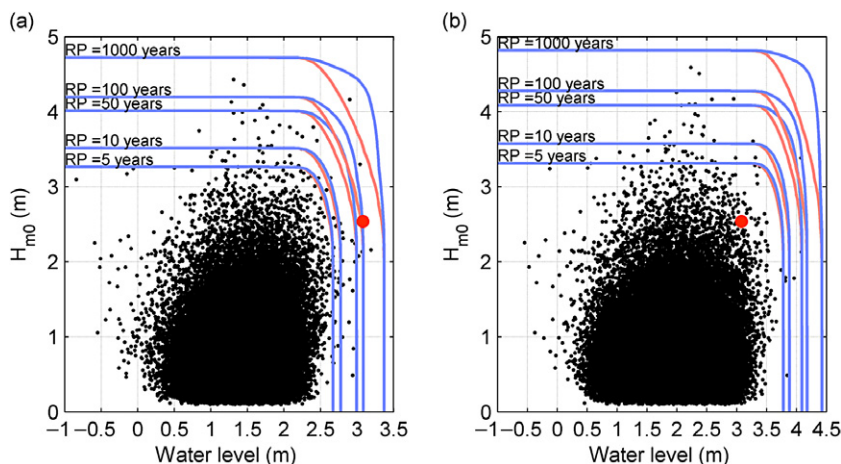 (a)
5
4
3
2
1
0
H_m0 (m)
RP =1000 years
RP =100 years
RP =50 years
RP =10 years
RP =5 years
−1 −0.5 0 0.5 1 1.5 2 2.5 3 3.5
Water level (m)
(b)
5
4
3
2
1
0
H_m0 (m)
RP =1000 years
RP =100 years
RP =50 years
RP =10 years
RP =5 years
−1 −0.5 0 0.5 1 1.5 2 2.5 3 3.5 4 4.5
Water level (m)